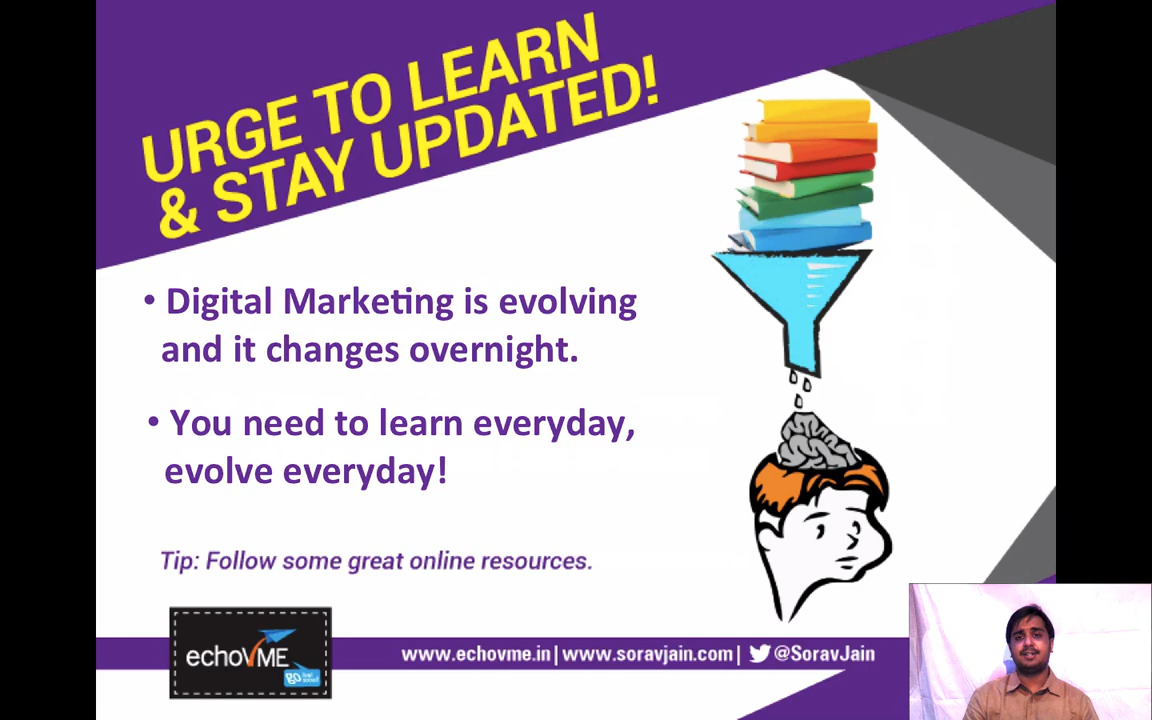 URGE TO LEARN
& STAY UPDATED!
• Digital Marketing is evolving
and it changes overnight.
• You need to learn everyday,
evolve everyday!
Tip: Follow some great online resources.
echoVME
go
www.echovme.in|www.soravjain.com| @SoravJain